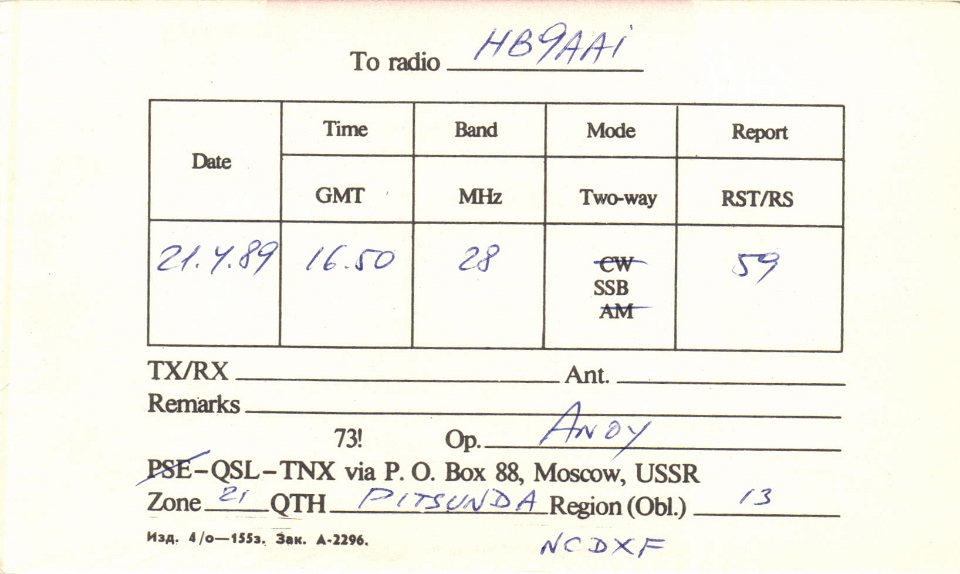 To radio HB9AAi
Date Time Band Mode Report
GMT MHz Two-way RST/RS
21.4.89 16.50 28 CW 59
SSB
AM
TX/RX Ant.
Remarks
73! Op. ANDY
PSE-QSL-TNX via P. O. Box 88, Moscow, USSR
Zone 21 QTH PITSUNDA Region (Obl.) 13
Изд. 4/о—155з. Зак. А-2296.
NCDXF